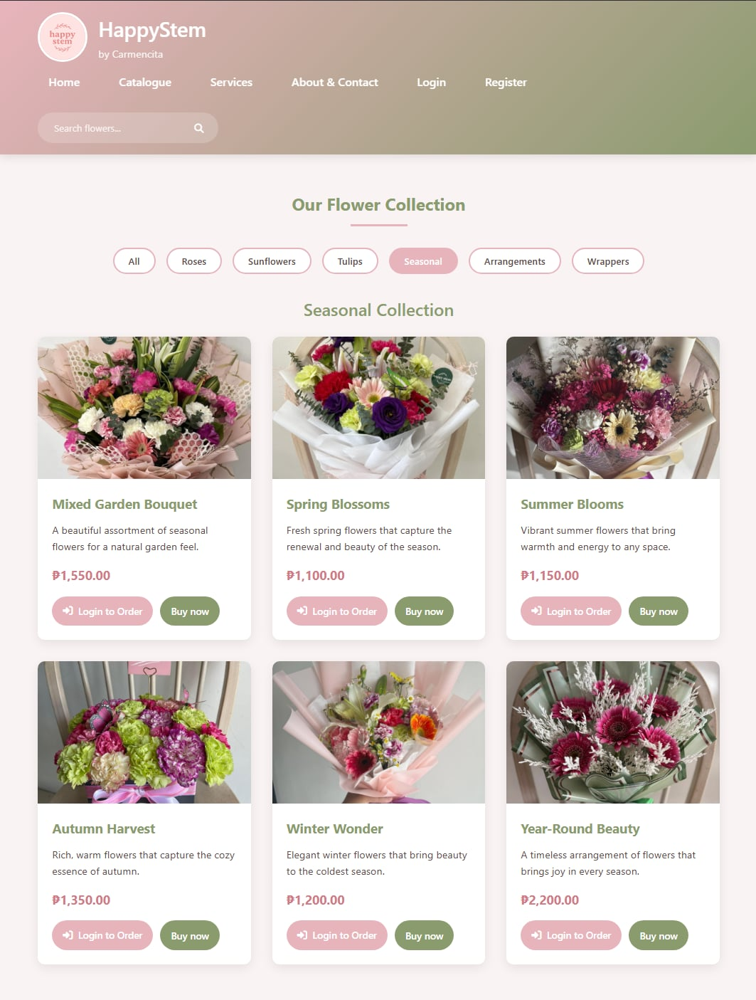 happy
stem
HappyStem
by Carmencita
Home Catalogue Services About & Contact Login Register
Search flowers...
Our Flower Collection
All Roses Sunflowers Tulips Seasonal Arrangements Wrappers
Seasonal Collection
Mixed Garden Bouquet
A beautiful assortment of seasonal
flowers for a natural garden feel.
₱1,550.00
Login to Order Buy now
Spring Blossoms
Fresh spring flowers that capture the
renewal and beauty of the season.
₱1,100.00
Login to Order Buy now
Summer Blooms
Vibrant summer flowers that bring
warmth and energy to any space.
₱1,150.00
Login to Order Buy now
Autumn Harvest
Rich, warm flowers that capture the cozy
essence of autumn.
₱1,350.00
Login to Order Buy now
Winter Wonder
Elegant winter flowers that bring beauty
to the coldest season.
₱1,200.00
Login to Order Buy now
Year-Round Beauty
A timeless arrangement of flowers that
brings joy in every season.
₱2,200.00
Login to Order Buy now